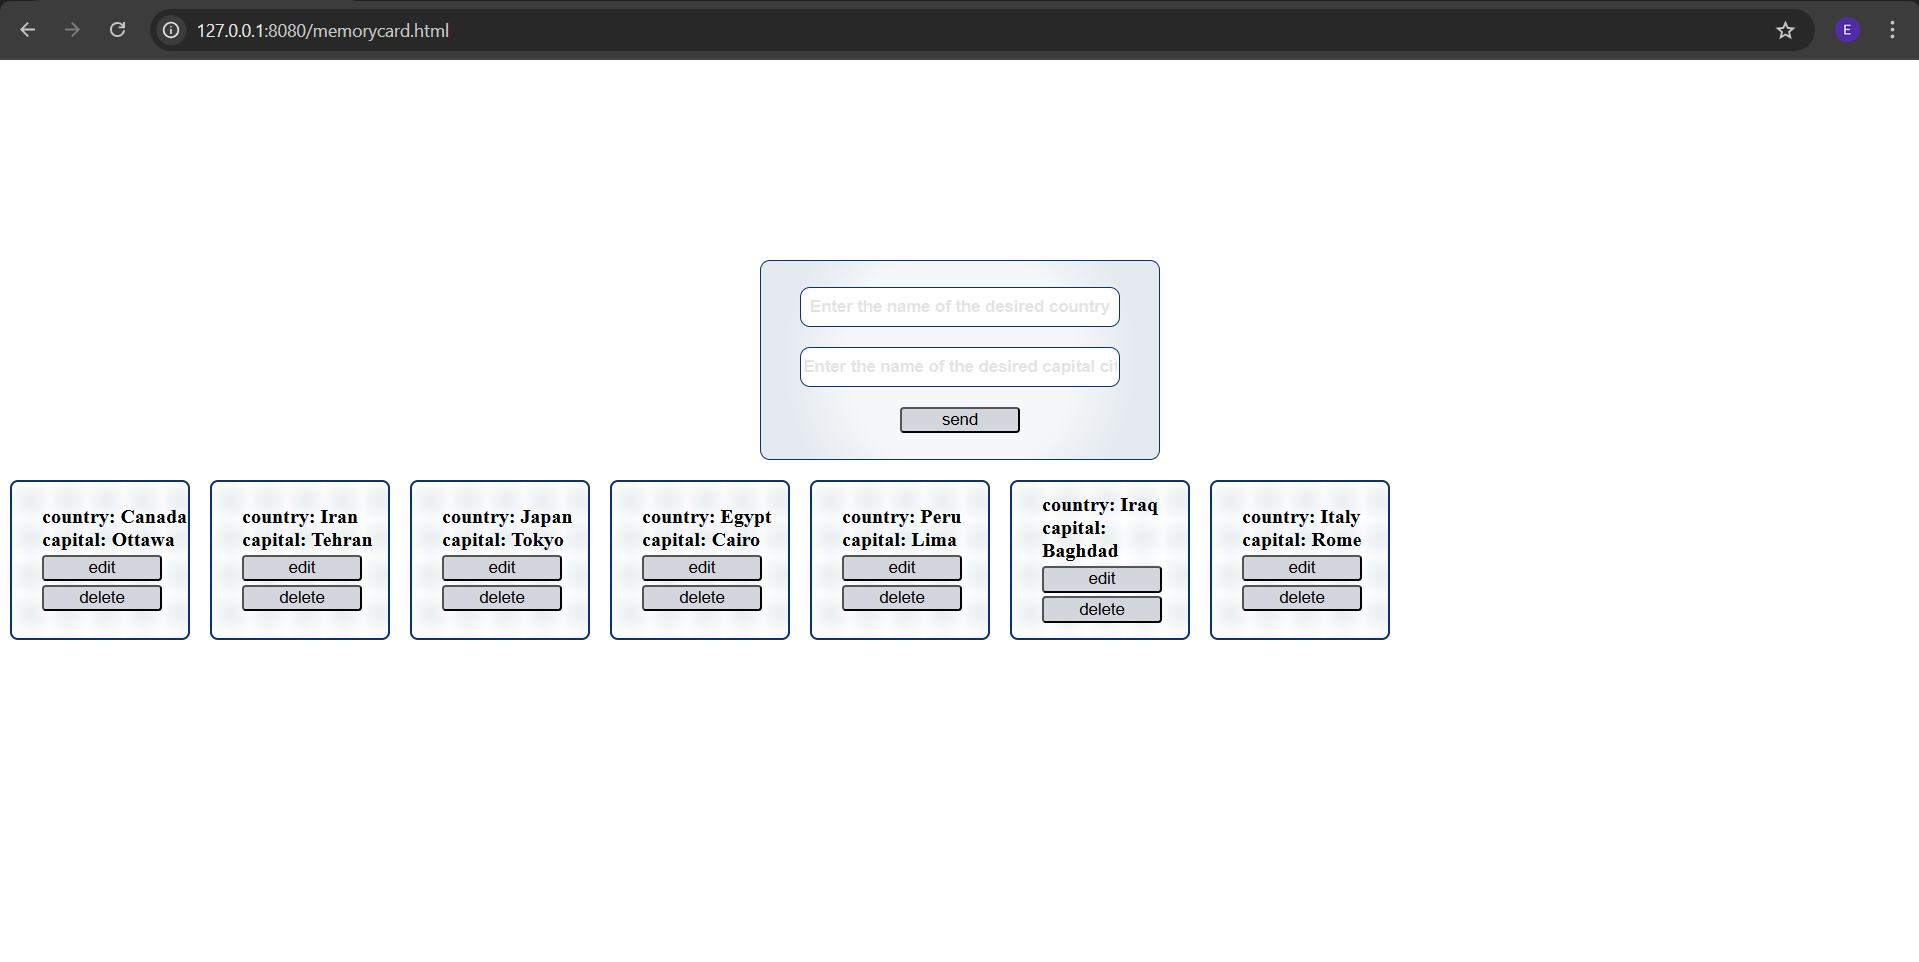 127.0.0.1:8080/memorycard.html
E
Enter the name of the desired country
Enter the name of the desired capital cit
send
country: Canada
capital: Ottawa
edit
delete
country: Iran
capital: Tehran
edit
delete
country: Japan
capital: Tokyo
edit
delete
country: Egypt
capital: Cairo
edit
delete
country: Peru
capital: Lima
edit
delete
country: Iraq
capital:
Baghdad
edit
delete
country: Italy
capital: Rome
edit
delete